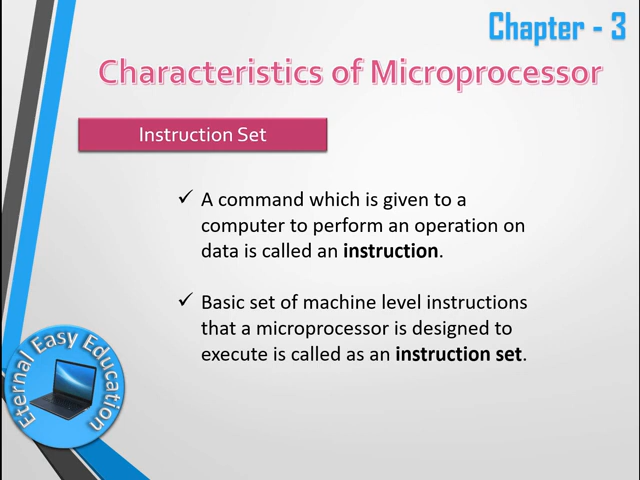 Chapter - 3
Characteristics of Microprocessor
Instruction Set
✓ A command which is given to a
computer to perform an operation on
data is called an instruction.
✓ Basic set of machine level instructions
that a microprocessor is designed to
execute is called as an instruction set.
Eternal Easy Education